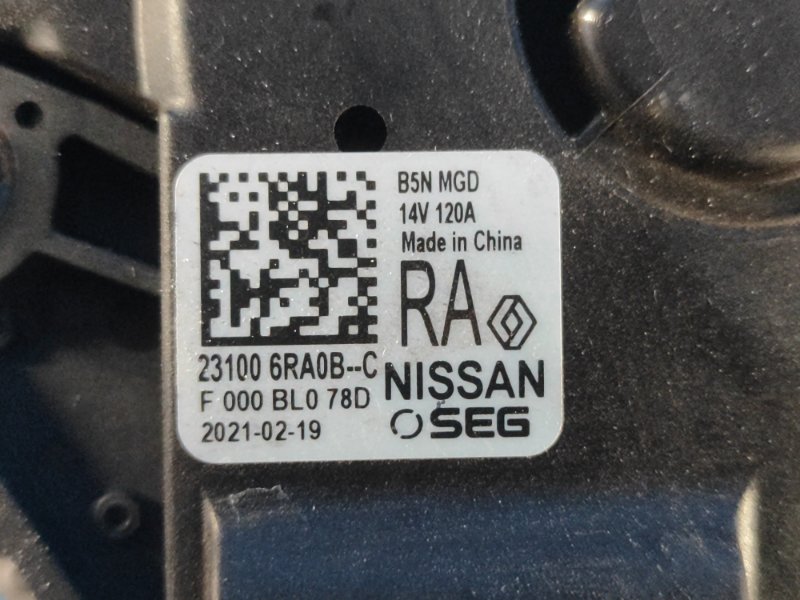 B5N MGD
14V 120A
Made in China
RA
23100 6RA0B--C
NISSAN
F 000 BL0 78D
SEG
2021-02-19